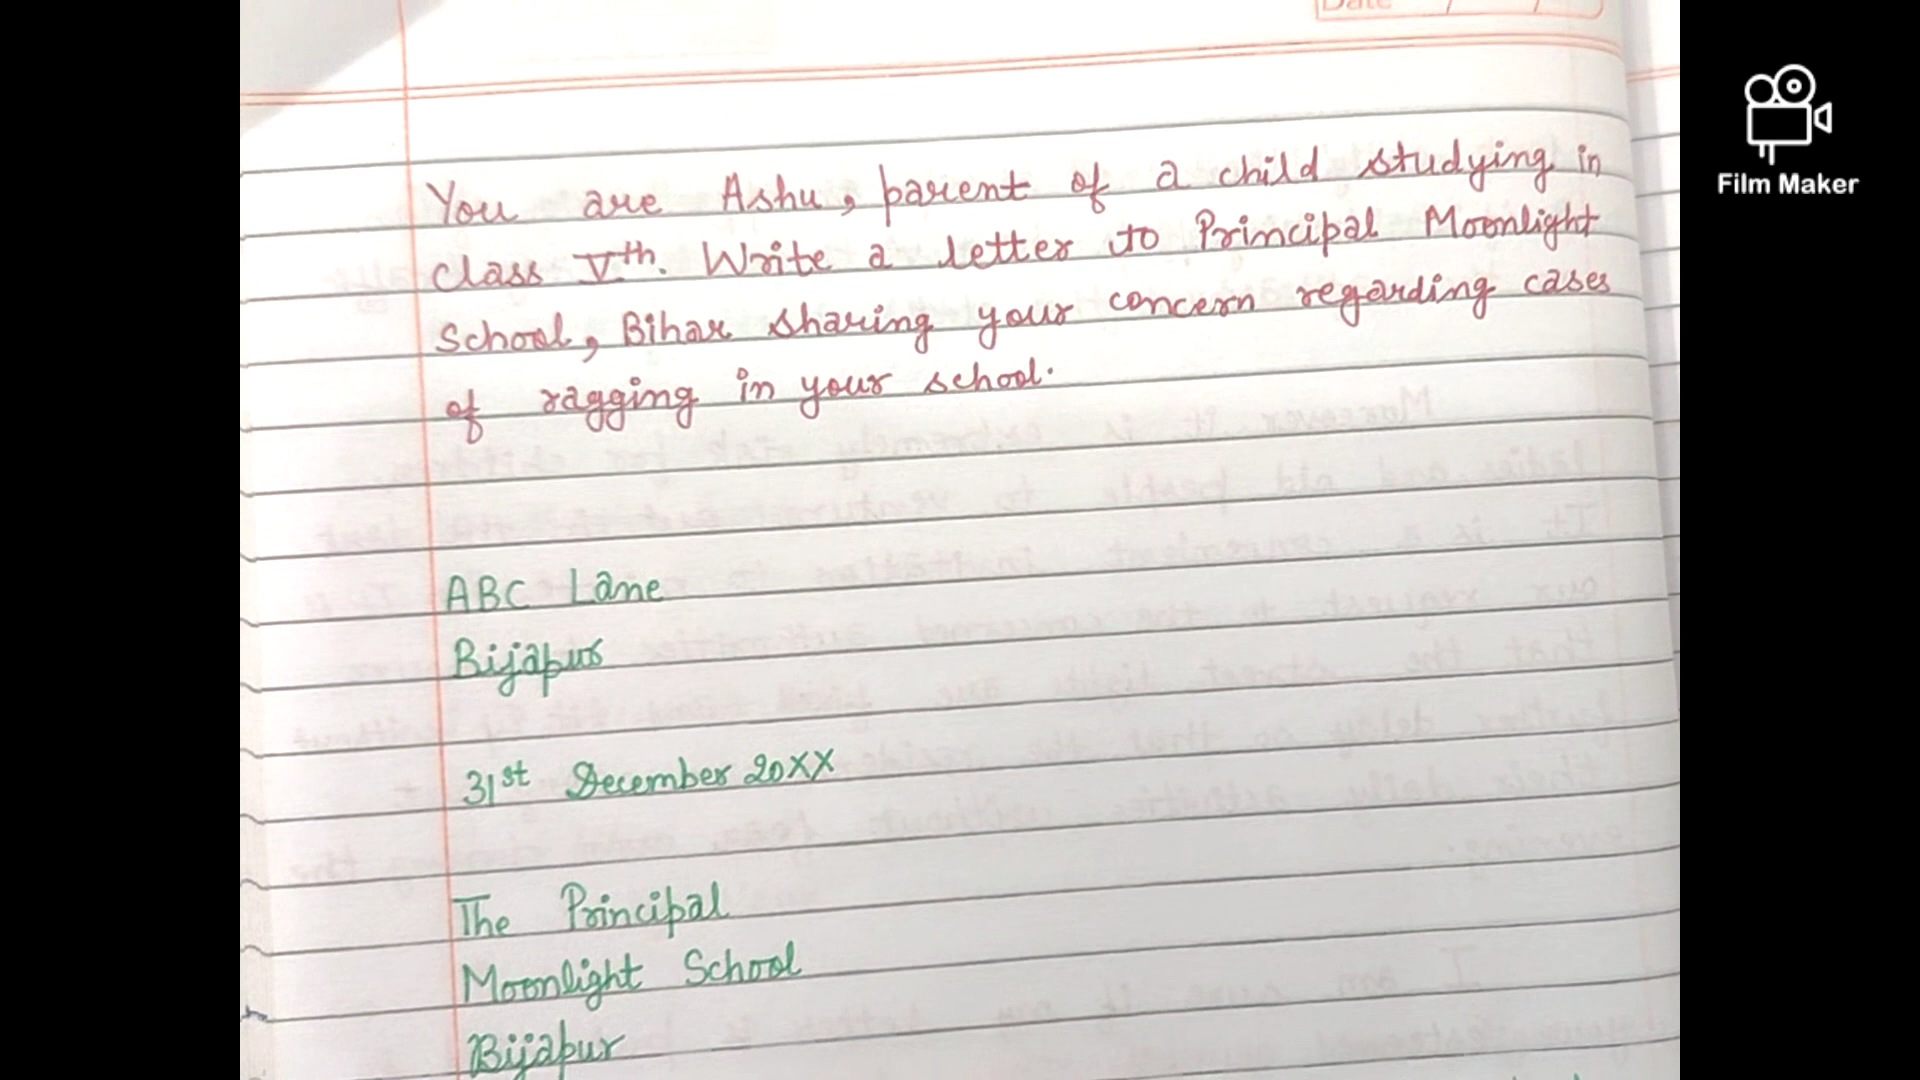 Date / /
Film Maker
You are Ashu, parent of a child studying in
class Vth. Write a letter to Principal Moonlight
School, Bihar sharing your concern regarding cases
of ragging in your school.
ABC Lane
Bijapur
31st December 20XX
The Principal
Moonlight School
Bijapur